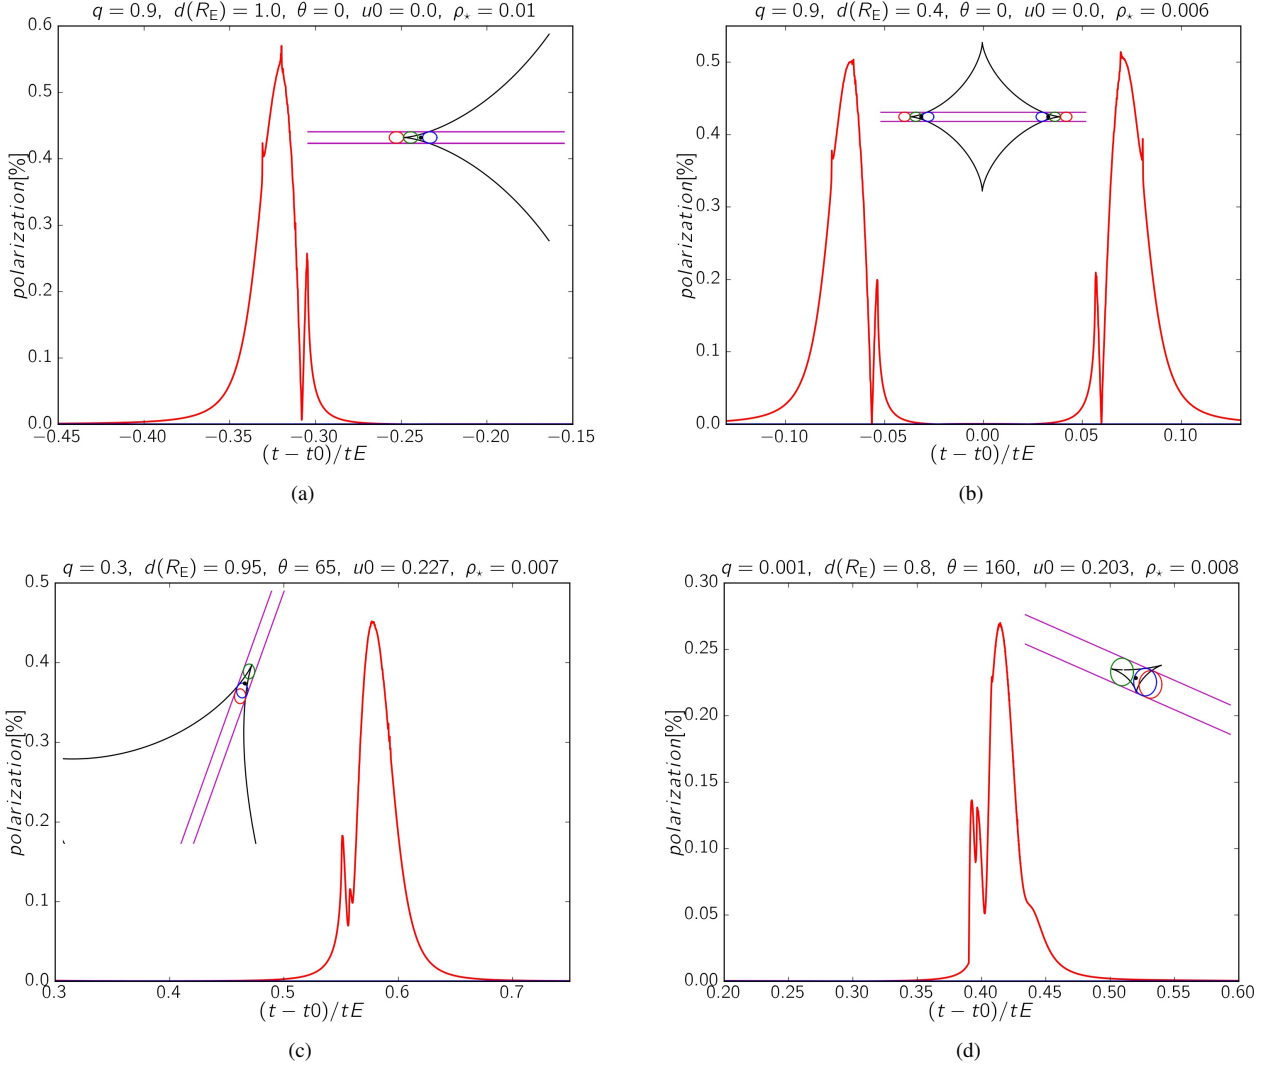 q = 0.9, d(R_E) = 1.0, θ = 0, u0 = 0.0, ρ⋆ = 0.01
0.6
0.5
0.4
0.3
0.2
0.1
0.0
polarization[%]
−0.45 −0.40 −0.35 −0.30 −0.25 −0.20 −0.15
(t − t0)/tE
(a)
q = 0.9, d(R_E) = 0.4, θ = 0, u0 = 0.0, ρ⋆ = 0.006
0.5
0.4
0.3
0.2
0.1
0.0
polarization[%]
−0.10 −0.05 0.00 0.05 0.10
(t − t0)/tE
(b)
q = 0.3, d(R_E) = 0.95, θ = 65, u0 = 0.227, ρ⋆ = 0.007
0.5
0.4
0.3
0.2
0.1
0.0
polarization[%]
0.3 0.4 0.5 0.6 0.7
(t − t0)/tE
(c)
q = 0.001, d(R_E) = 0.8, θ = 160, u0 = 0.203, ρ⋆ = 0.008
0.30
0.25
0.20
0.15
0.10
0.05
0.00
polarization[%]
0.20 0.25 0.30 0.35 0.40 0.45 0.50 0.55 0.60
(t − t0)/tE
(d)